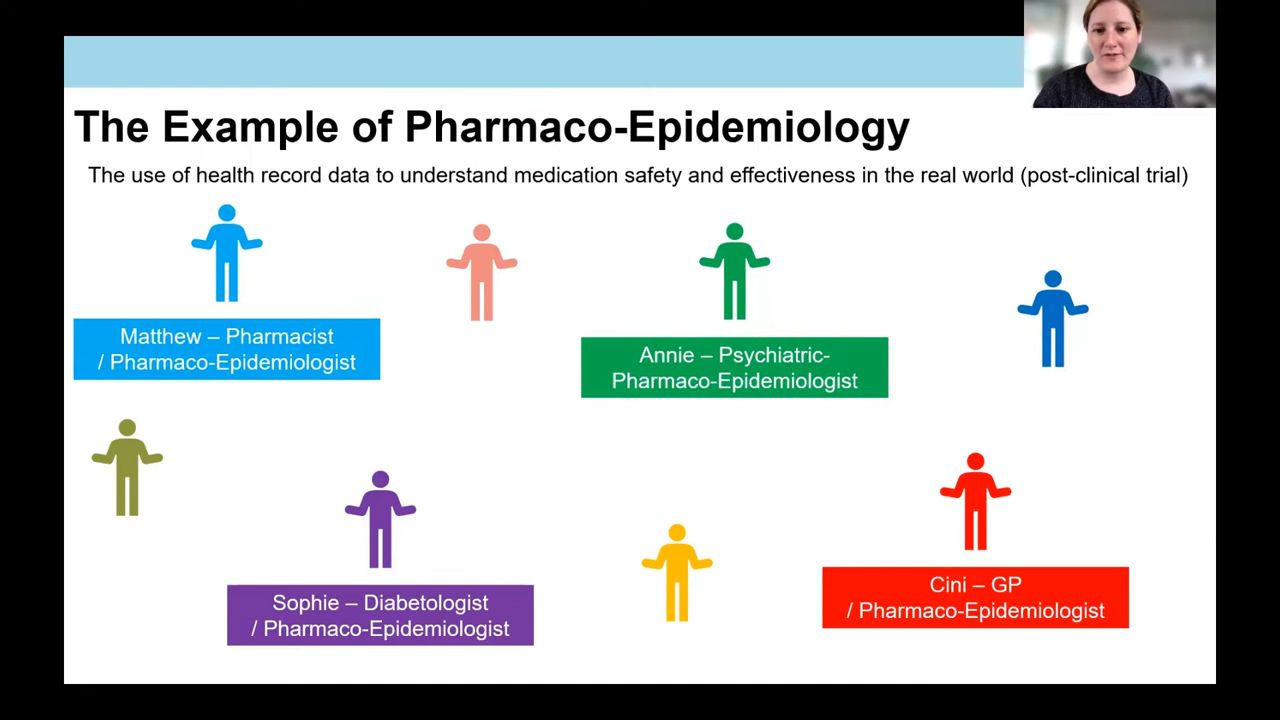 The Example of Pharmaco-Epidemiology
The use of health record data to understand medication safety and effectiveness in the real world (post-clinical trial)
Matthew – Pharmacist
/ Pharmaco-Epidemiologist
Annie – Psychiatric-
Pharmaco-Epidemiologist
Sophie – Diabetologist
/ Pharmaco-Epidemiologist
Cini – GP
/ Pharmaco-Epidemiologist